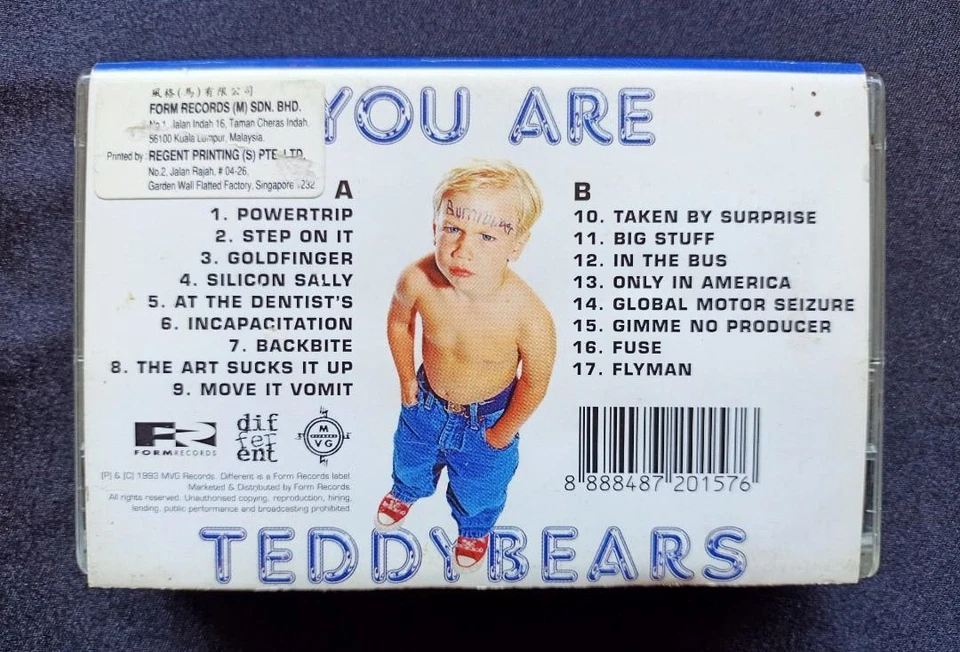 風格(馬)有限公司
FORM RECORDS (M) SDN. BHD.
No.1, Jalan Indah 16, Taman Cheras Indah,
56100 Kuala Lumpur, Malaysia.
Printed by: REGENT PRINTING (S) PTE. LTD.
No.2, Jalan Rajah, # 04-26,
Garden Wall Flatted Factory, Singapore 1232
YOU ARE
A
1. POWERTRIP
2. STEP ON IT
3. GOLDFINGER
4. SILICON SALLY
5. AT THE DENTIST'S
6. INCAPACITATION
7. BACKBITE
8. THE ART SUCKS IT UP
9. MOVE IT VOMIT
B
10. TAKEN BY SURPRISE
11. BIG STUFF
12. IN THE BUS
13. ONLY IN AMERICA
14. GLOBAL MOTOR SEIZURE
15. GIMME NO PRODUCER
16. FUSE
17. FLYMAN
FORMRECORDS
dif
fer
ent
M
VG
[P] & [C] 1993 MVG Records. Different is a Form Records label.
Marketed & Distributed by Form Records.
All rights reserved. Unauthorised copying, reproduction, hiring,
lending, public performance and broadcasting prohibited.
8 888487 201576
TEDDYBEARS